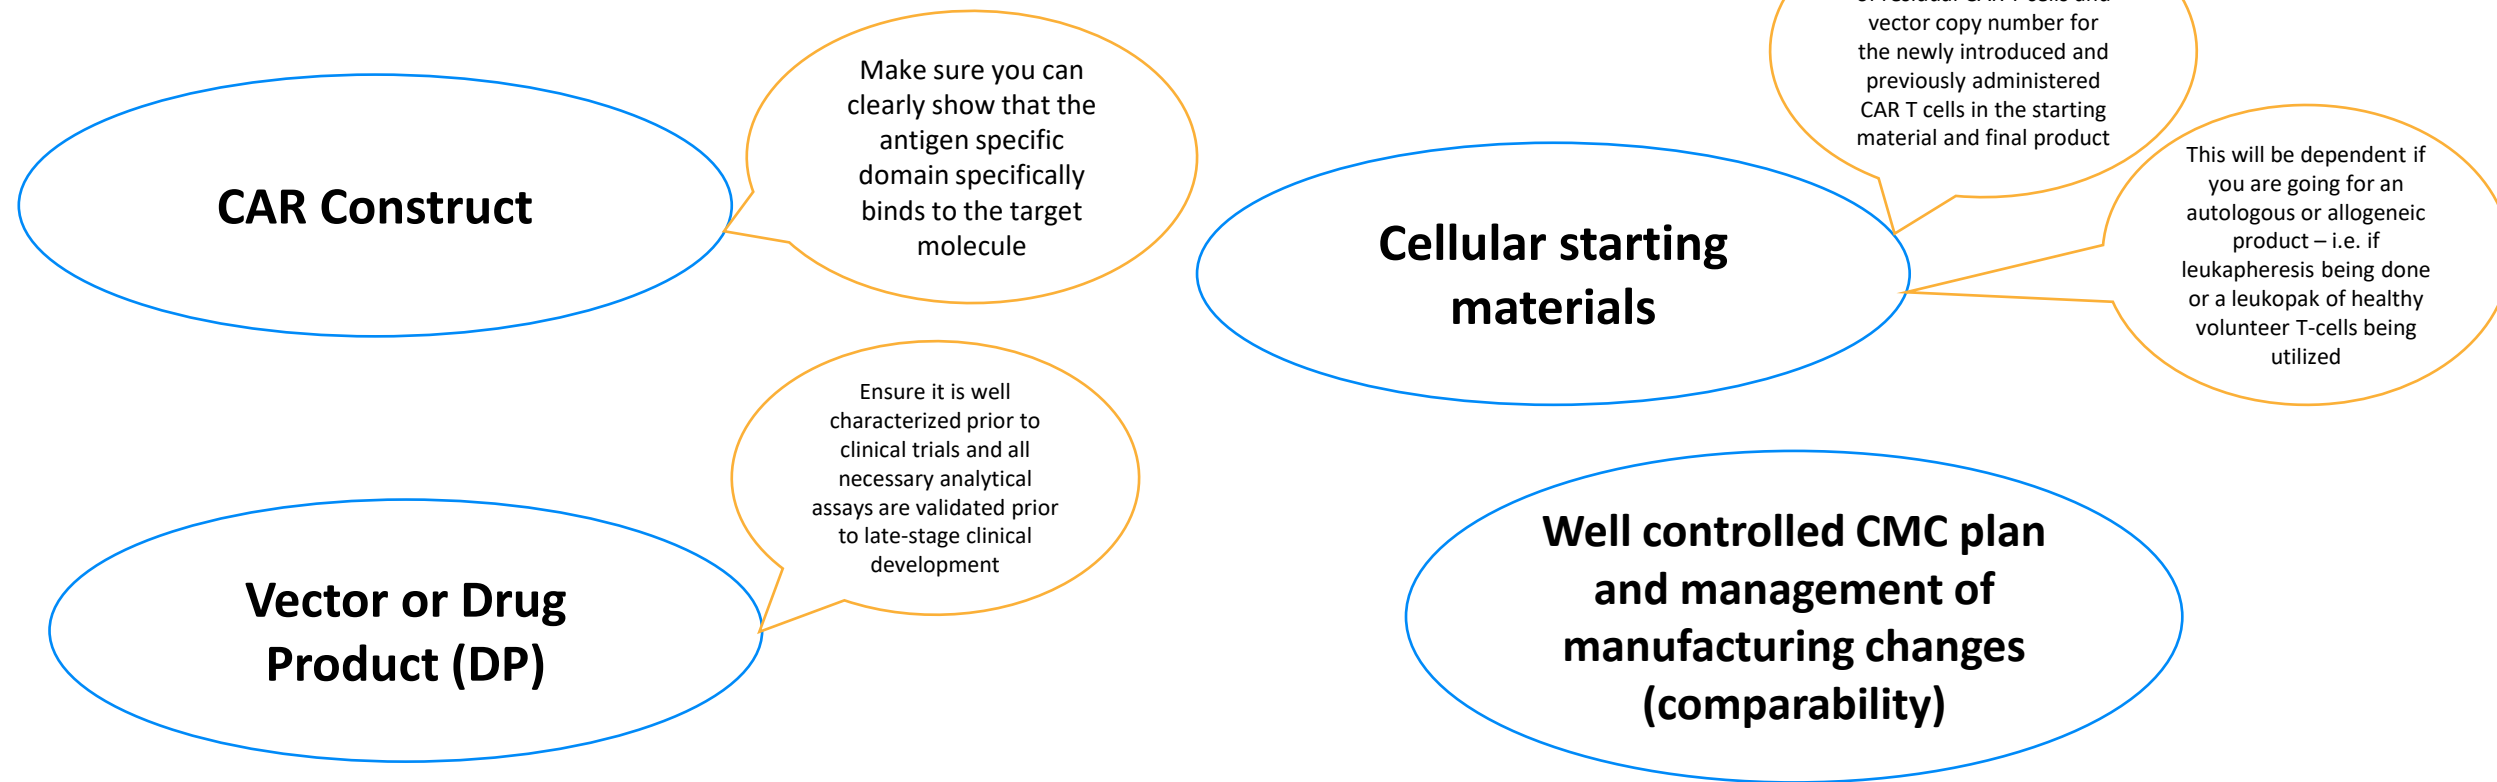 CAR Construct
Make sure you can
clearly show that the
antigen specific
domain specifically
binds to the target
molecule
vector copy number for
the newly introduced and
previously administered
CAR T cells in the starting
material and final product
Cellular starting
materials
This will be dependent if
you are going for an
autologous or allogeneic
product – i.e. if
leukapheresis being done
or a leukopak of healthy
volunteer T-cells being
utilized
Vector or Drug
Product (DP)
Ensure it is well
characterized prior to
clinical trials and all
necessary analytical
assays are validated prior
to late-stage clinical
development
Well controlled CMC plan
and management of
manufacturing changes
(comparability)